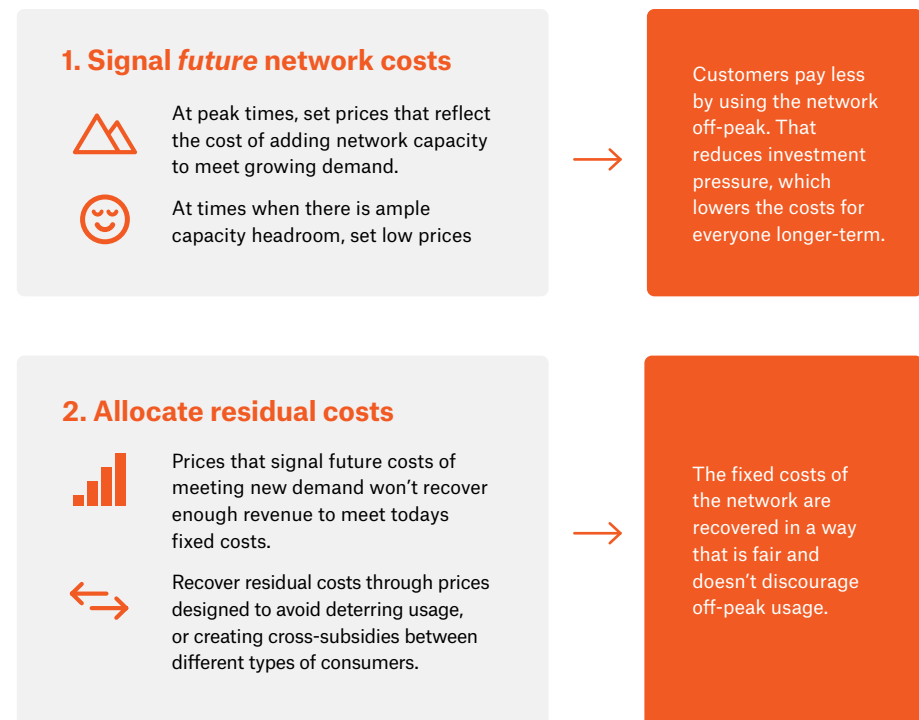 1. Signal future network costs
At peak times, set prices that reflect
the cost of adding network capacity
to meet growing demand.
At times when there is ample
capacity headroom, set low prices
Customers pay less
by using the network
off-peak. That
reduces investment
pressure, which
lowers the costs for
everyone longer-term.
2. Allocate residual costs
Prices that signal future costs of
meeting new demand won't recover
enough revenue to meet todays
fixed costs.
Recover residual costs through prices
designed to avoid deterring usage,
or creating cross-subsidies between
different types of consumers.
The fixed costs of
the network are
recovered in a way
that is fair and
doesn't discourage
off-peak usage.